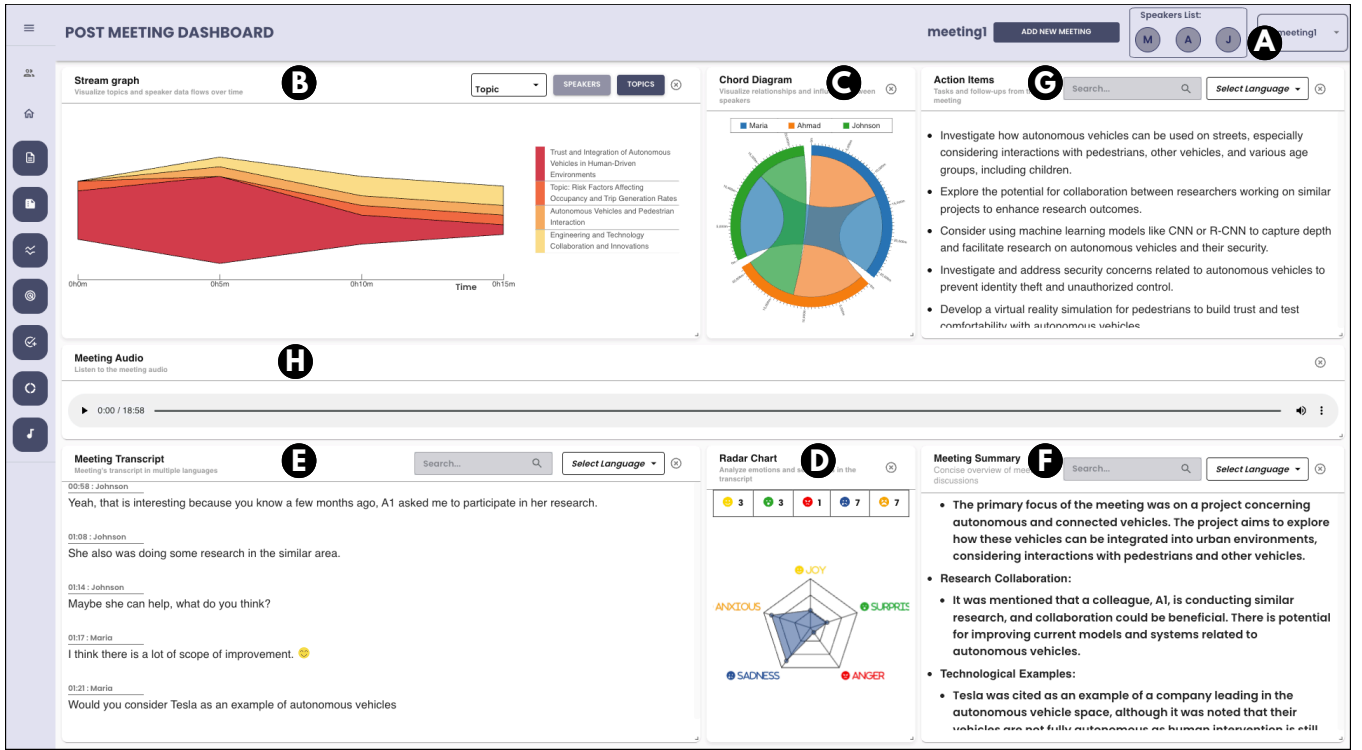 POST MEETING DASHBOARD
meeting1
ADD NEW MEETING
Speakers List:
M
A
J
A
meeting1
Stream graph
Visualize topics and speaker data flows over time
B
Topic
SPEAKERS
TOPICS
Trust and Integration of Autonomous
Vehicles in Human-Driven
Environments
Topic: Risk Factors Affecting
Occupancy and Trip Generation Rates
Autonomous Vehicles and Pedestrian
Interaction
Engineering and Technology
Collaboration and Innovations
0h0m
0h5m
0h10m
0h15m
Time
Chord Diagram
Visualize relationships and
speakers
C
Maria
Ahmad
Johnson
Action Items
Tasks and follow-ups from
meeting
G
Search...
Select Language
Investigate how autonomous vehicles can be used on streets, especially
considering interactions with pedestrians, other vehicles, and various age
groups, including children.
Explore the potential for collaboration between researchers working on similar
projects to enhance research outcomes.
Consider using machine learning models like CNN or R-CNN to capture depth
and facilitate research on autonomous vehicles and their security.
Investigate and address security concerns related to autonomous vehicles to
prevent identity theft and unauthorized control.
Develop a virtual reality simulation for pedestrians to build trust and test
comfortability with autonomous vehicles.
Meeting Audio
Listen to the meeting audio
H
0:00 / 18:58
Meeting Transcript
Meeting's transcript in multiple languages
E
Search...
Select Language
00:58 : Johnson
Yeah, that is interesting because you know a few months ago, A1 asked me to participate in her research.
01:08 : Johnson
She also was doing some research in the similar area.
01:14 : Johnson
Maybe she can help, what do you think?
01:17 : Maria
I think there is a lot of scope of improvement. 😊
01:21 : Maria
Would you consider Tesla as an example of autonomous vehicles
Radar Chart
Analyze emotions and in the
transcript
D
3
3
1
7
7
JOY
ANXIOUS
SURPRIS
SADNESS
ANGER
Meeting Summary
Concise overview of
discussions
F
Search...
Select Language
The primary focus of the meeting was on a project concerning
autonomous and connected vehicles. The project aims to explore
how these vehicles can be integrated into urban environments,
considering interactions with pedestrians and other vehicles.
Research Collaboration:
It was mentioned that a colleague, A1, is conducting similar
research, and collaboration could be beneficial. There is potential
for improving current models and systems related to
autonomous vehicles.
Technological Examples:
Tesla was cited as an example of a company leading in the
autonomous vehicle space, although it was noted that their
vehicles are not fully autonomous as human intervention is still